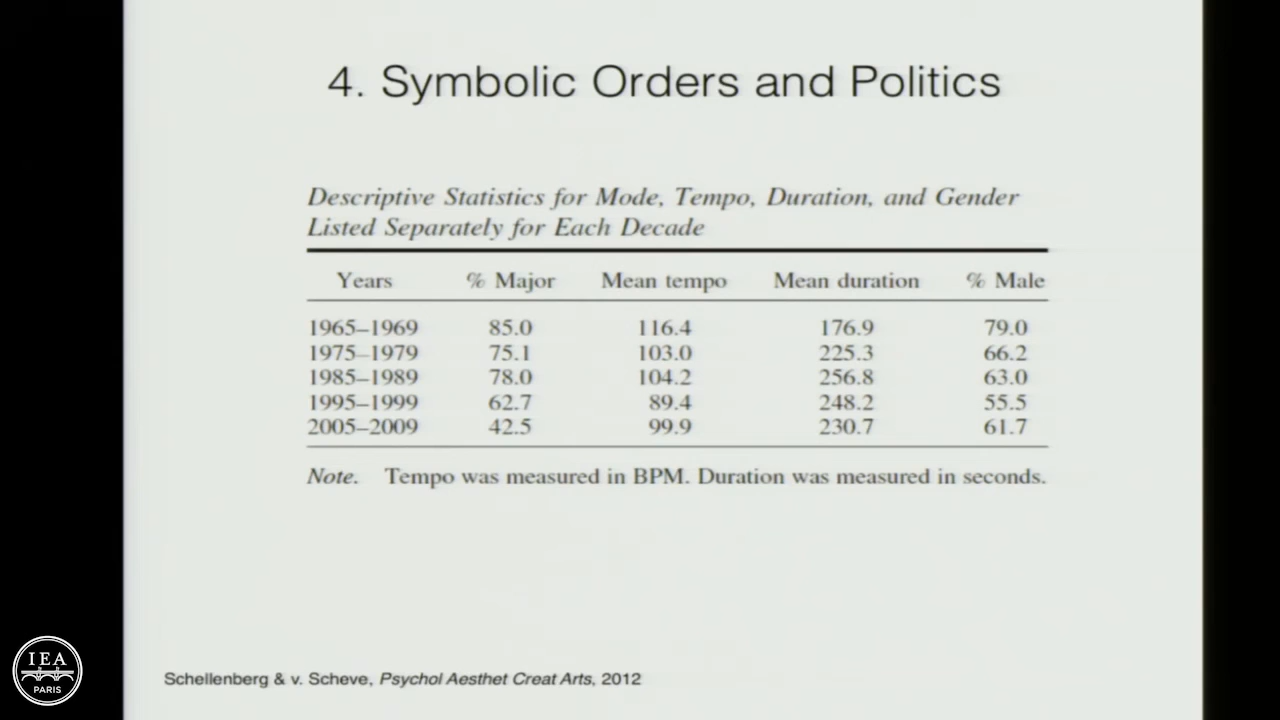 4. Symbolic Orders and Politics
Descriptive Statistics for Mode, Tempo, Duration, and Gender
Listed Separately for Each Decade
Years % Major Mean tempo Mean duration % Male
1965–1969 85.0 116.4 176.9 79.0
1975–1979 75.1 103.0 225.3 66.2
1985–1989 78.0 104.2 256.8 63.0
1995–1999 62.7 89.4 248.2 55.5
2005–2009 42.5 99.9 230.7 61.7
Note. Tempo was measured in BPM. Duration was measured in seconds.
Schellenberg & v. Scheve, Psychol Aesthet Creat Arts, 2012
IEA
PARIS